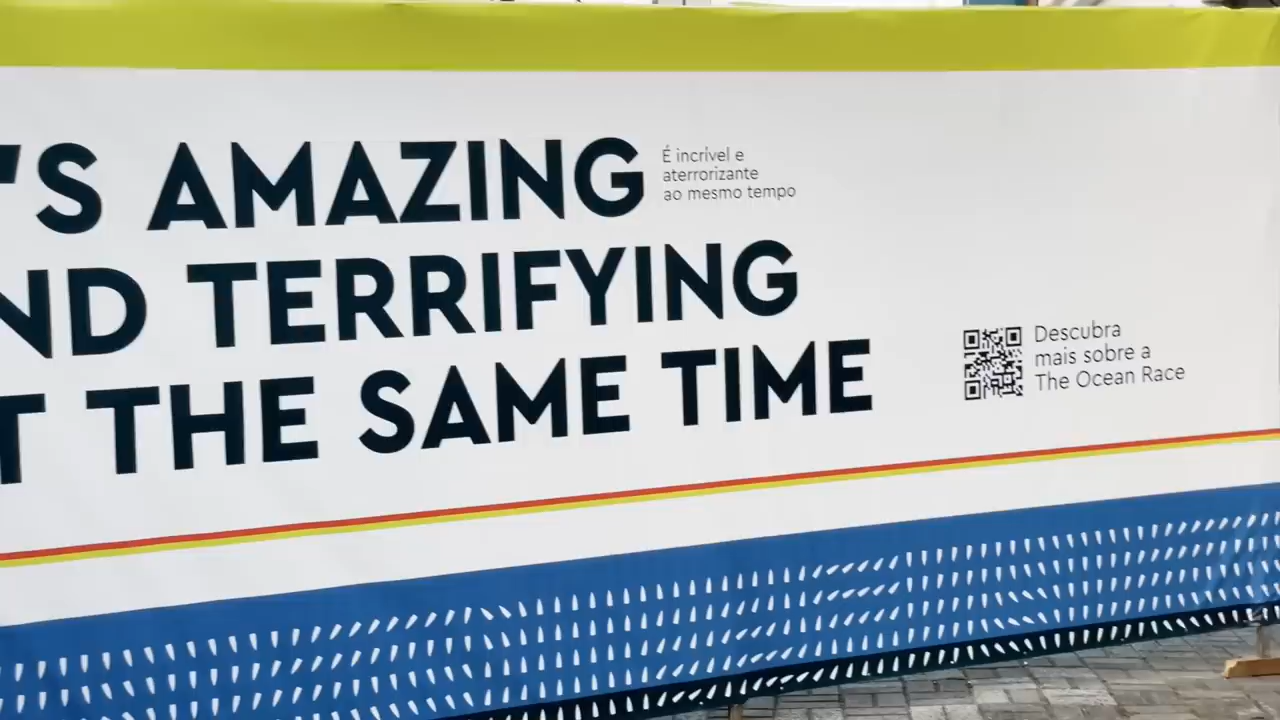 'S AMAZING
É incrível e
aterrorizante
ao mesmo tempo
ND TERRIFYING
T THE SAME TIME
Descubra
mais sobre a
The Ocean Race